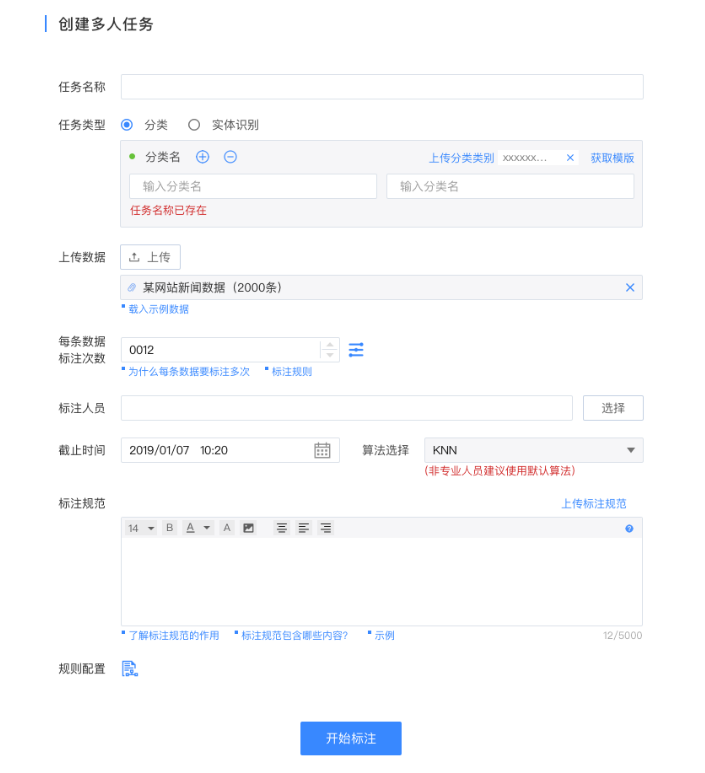 创建多人任务
任务名称
任务类型 分类 实体识别
分类名 上传分类类别 xxxxxx... 获取模版
输入分类名 输入分类名
任务名称已存在
上传数据 上传
某网站新闻数据（2000条）
载入示例数据
每条数据
标注次数 0012
为什么每条数据要标注多次 标注规则
标注人员 选择
截止时间 2019/01/07 10:20 算法选择 KNN
(非专业人员建议使用默认算法)
标注规范 上传标注规范
14 B A A
了解标注规范的作用 标注规范包含哪些内容? 示例 12/5000
规则配置
开始标注